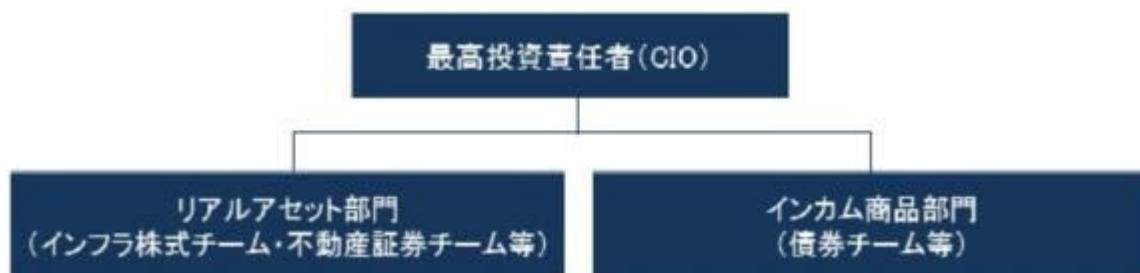 最高投資責任者(CIO)
リアルアセット部門
(インフラ株式チーム・不動産証券チーム等)
インカム商品部門
(債券チーム等)